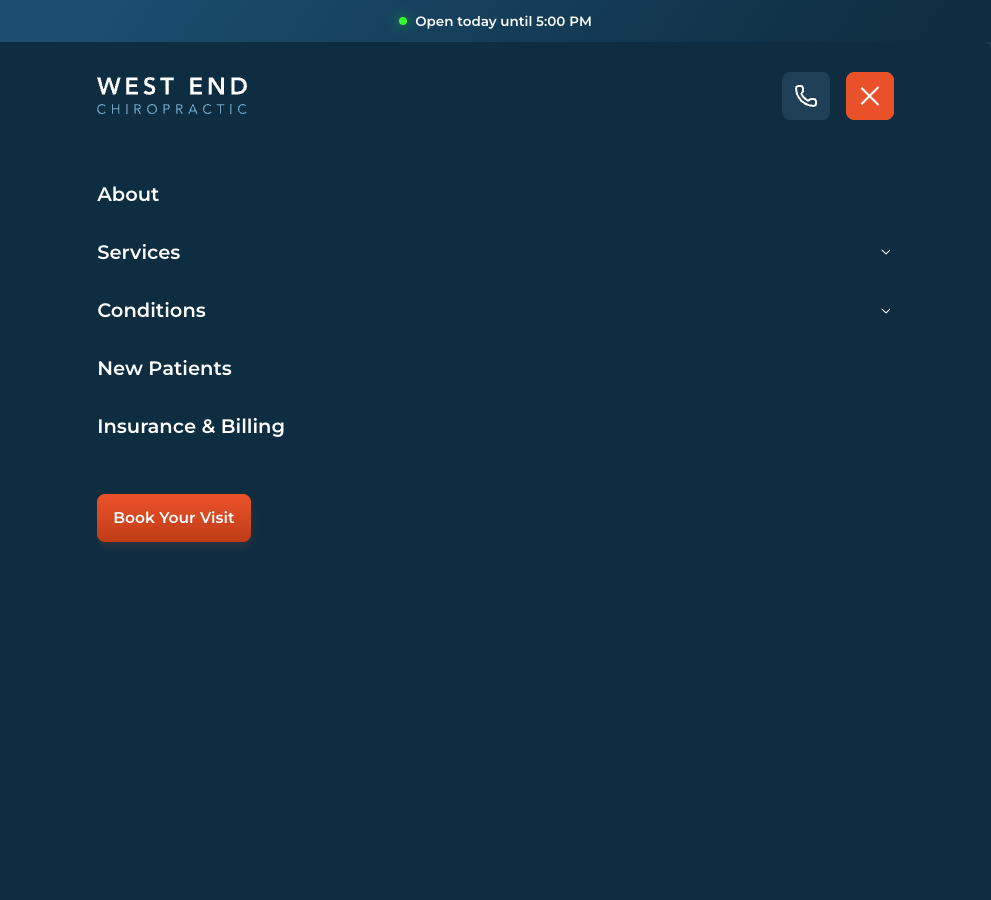 Open today until 5:00 PM
WEST END
CHIROPRACTIC
About
Services
Conditions
New Patients
Insurance & Billing
Book Your Visit